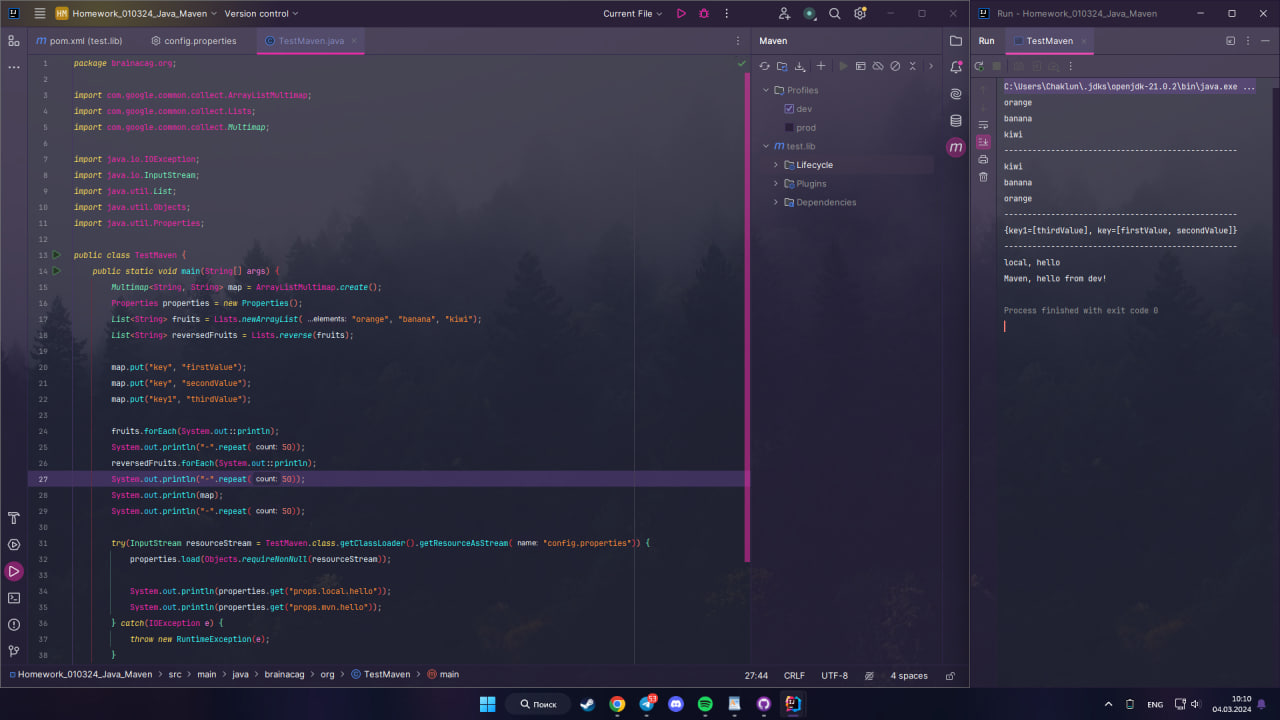 HM Homework_010324_Java_Maven Version control Current File
Run - Homework_010324_Java_Maven
m pom.xml (test.lib) config.properties TestMaven.java
Maven
Run TestMaven
1 package brainacag.org;
2
3 import com.google.common.collect.ArrayListMultimap;
4 import com.google.common.collect.Lists;
5 import com.google.common.collect.Multimap;
6
7 import java.io.IOException;
8 import java.io.InputStream;
9 import java.util.List;
10 import java.util.Objects;
11 import java.util.Properties;
12
13 public class TestMaven {
14 public static void main(String[] args) {
15 Multimap<String, String> map = ArrayListMultimap.create();
16 Properties properties = new Properties();
17 List<String> fruits = Lists.newArrayList( …elements: "orange", "banana", "kiwi");
18 List<String> reversedFruits = Lists.reverse(fruits);
19
20 map.put("key", "firstValue");
21 map.put("key", "secondValue");
22 map.put("key1", "thirdValue");
23
24 fruits.forEach(System.out::println);
25 System.out.println("-".repeat( count: 50));
26 reversedFruits.forEach(System.out::println);
27 System.out.println("-".repeat( count: 50));
28 System.out.println(map);
29 System.out.println("-".repeat( count: 50));
30
31 try(InputStream resourceStream = TestMaven.class.getClassLoader().getResourceAsStream( name: "config.properties")) {
32 properties.load(Objects.requireNonNull(resourceStream));
33
34 System.out.println(properties.get("props.local.hello"));
35 System.out.println(properties.get("props.mvn.hello"));
36 } catch(IOException e) {
37 throw new RuntimeException(e);
38 }
Profiles
dev
prod
m test.lib
Lifecycle
Plugins
Dependencies
m
C:\Users\Chaklun\.jdks\openjdk-21.0.2\bin\java.exe ...
orange
banana
kiwi
--------------------------------------------------
kiwi
banana
orange
--------------------------------------------------
{key1=[thirdValue], key=[firstValue, secondValue]}
--------------------------------------------------
local, hello
Maven, hello from dev!
Process finished with exit code 0
Homework_010324_Java_Maven > src > main > java > brainacag > org > TestMaven > m main
27:44 CRLF UTF-8 4 spaces
Поиск 53 ENG 10:10
04.03.2024